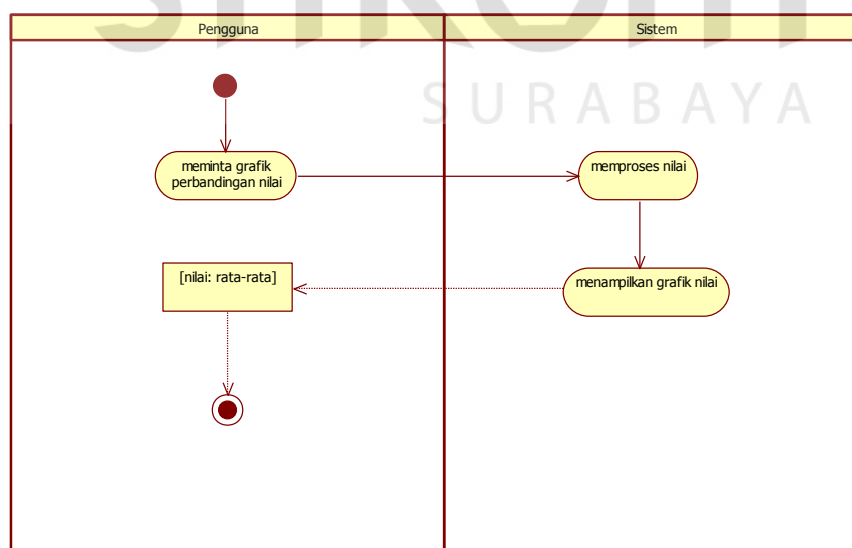 Pengguna
Sistem
SURABAYA
meminta grafik
perbandingan nilai
memproses nilai
[nilai: rata-rata]
menampilkan grafik nilai